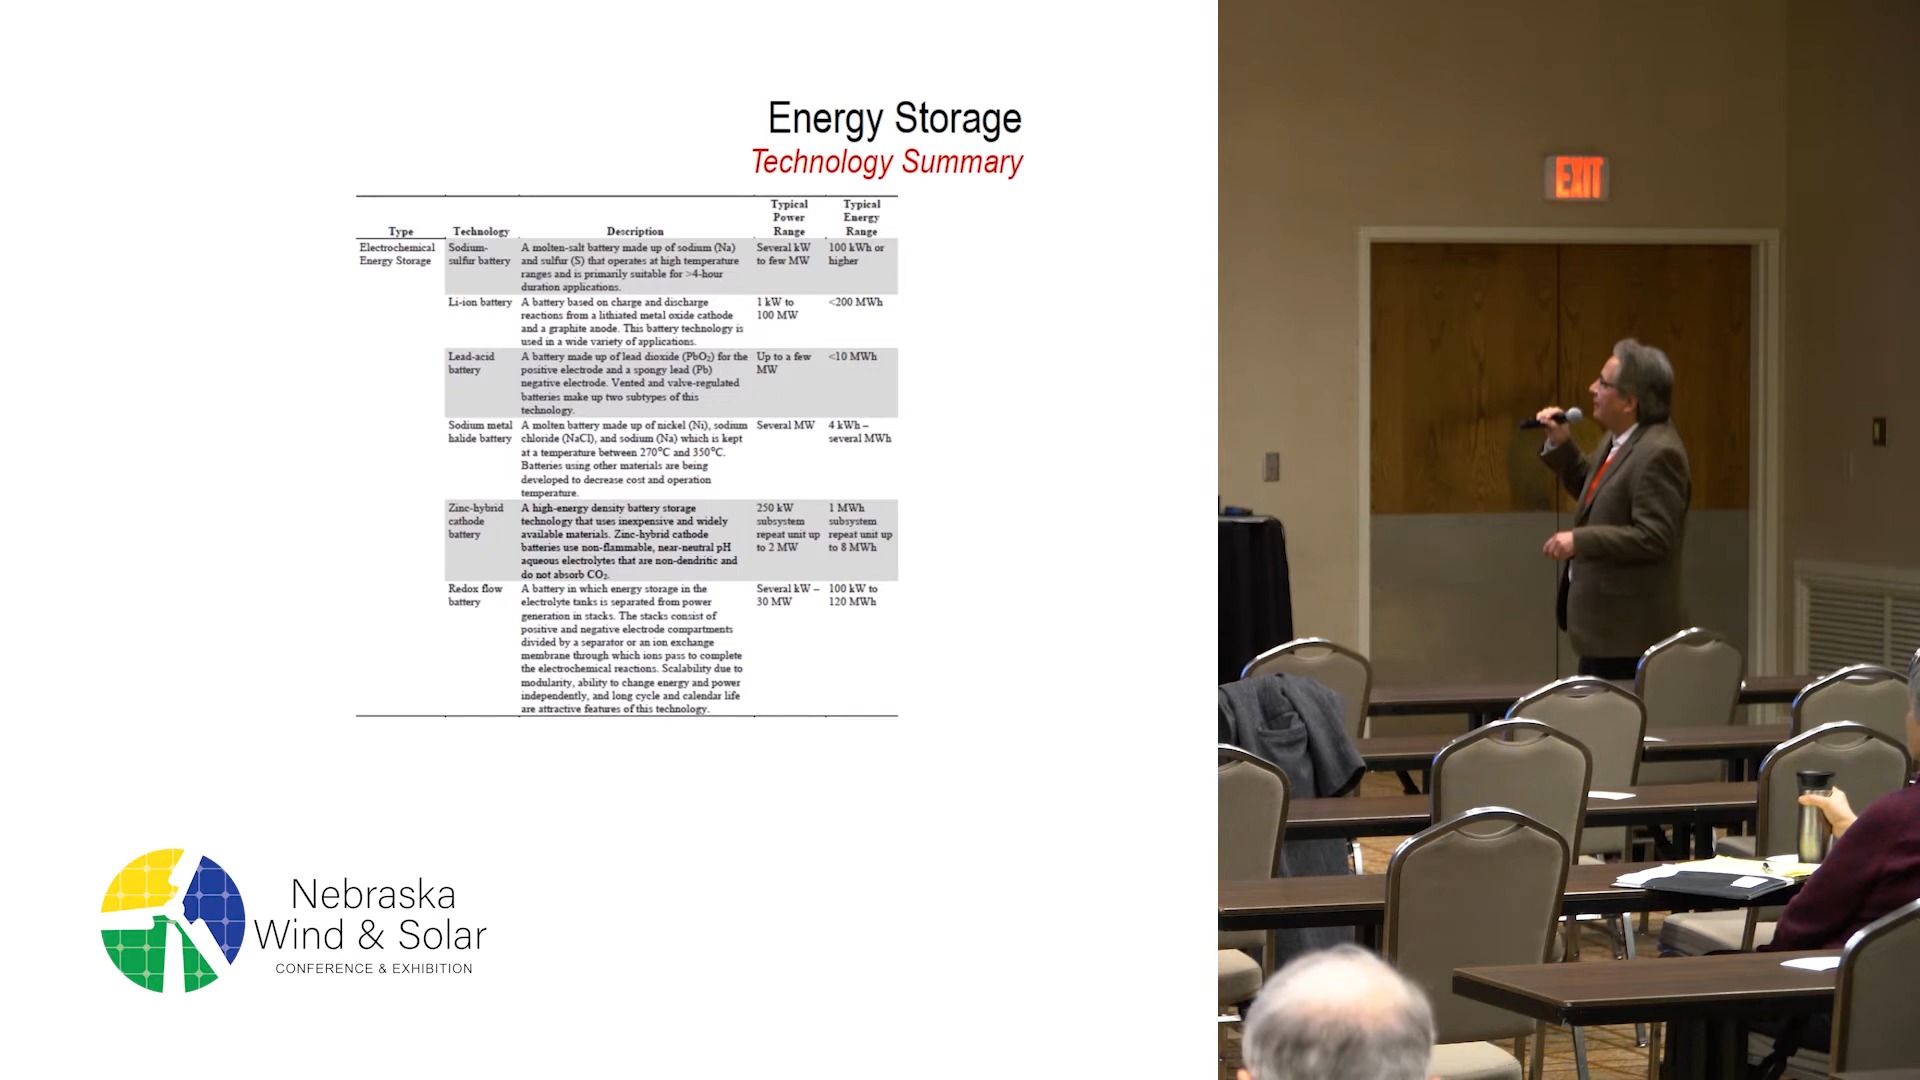 Energy Storage
Technology Summary
Type Technology Description Typical Power Range Typical Energy Range
Electrochemical Energy Storage
Sodium-sulfur battery
A molten-salt battery made up of sodium (Na)
and sulfur (S) that operates at high temperature
ranges and is primarily suitable for >4-hour
duration applications.
Several kW
to few MW
100 kWh or
higher
Li-ion battery
A battery based on charge and discharge
reactions from a lithiated metal oxide cathode
and a graphite anode. This battery technology is
used in a wide variety of applications.
1 kW to
100 MW
<200 MWh
Lead-acid
battery
A battery made up of lead dioxide (PbO₂) for the
positive electrode and a spongy lead (Pb)
negative electrode. Vented and valve-regulated
batteries make up two subtypes of this
technology.
Up to a few
MW
<10 MWh
Sodium metal
halide battery
A molten battery made up of nickel (Ni), sodium
chloride (NaCl), and sodium (Na) which is kept
at a temperature between 270°C and 350°C.
Batteries using other materials are being
developed to decrease cost and operation
temperature.
Several MW
4 kWh –
several MWh
Zinc-hybrid
cathode
battery
A high-energy density battery storage
technology that uses inexpensive and widely
available materials. Zinc-hybrid cathode
batteries use non-flammable, near-neutral pH
aqueous electrolytes that are non-dendritic and
do not absorb CO₂.
250 kW
subsystem
repeat unit up
to 2 MW
1 MWh
subsystem
repeat unit up
to 8 MWh
Redox flow
battery
A battery in which energy storage in the
electrolyte tanks is separated from power
generation in stacks. The stacks consist of
positive and negative electrode compartments
divided by a separator or an ion exchange
membrane through which ions pass to complete
the electrochemical reactions. Scalability due to
modularity, ability to change energy and power
independently, and long cycle and calendar life
are attractive features of this technology.
Several kW –
30 MW
100 kW to
120 MWh
Nebraska
Wind & Solar
CONFERENCE & EXHIBITION
EXIT